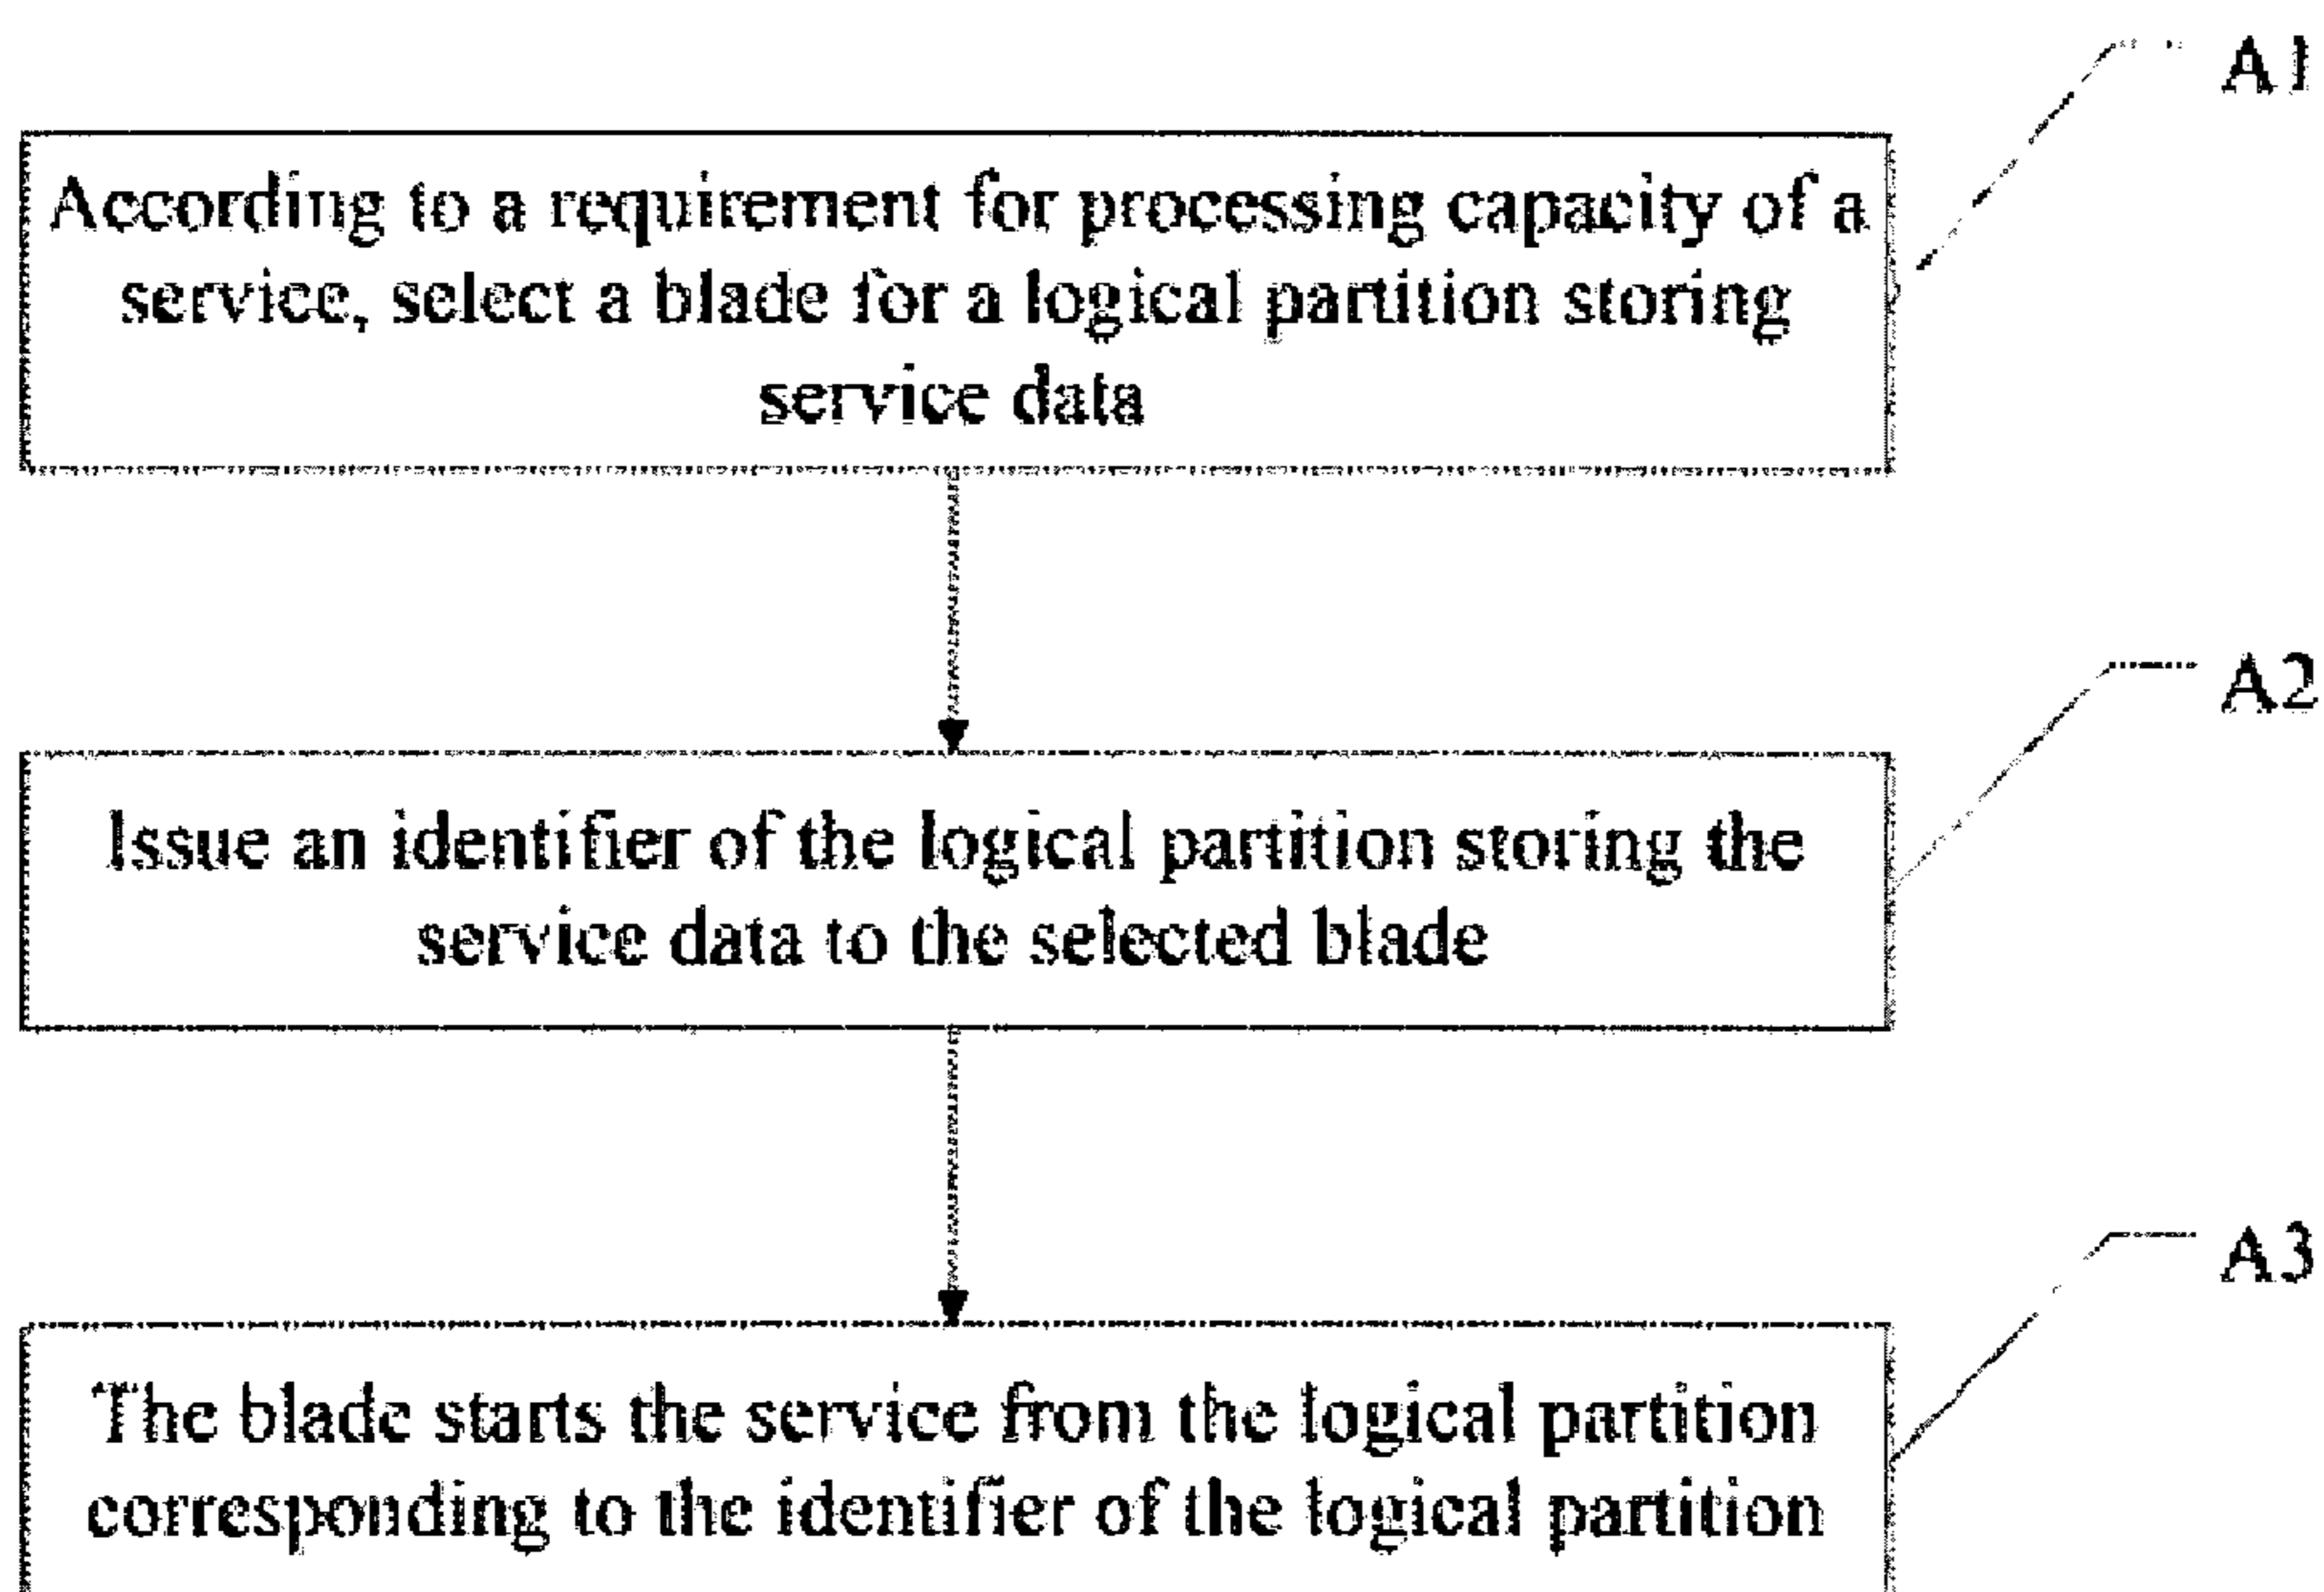 A1
According to a requirement for processing capacity of a
service, select a blade for a logical partition storing
service data
A2
Issue an identifier of the logical partition storing the
service data to the selected blade
A3
The blade starts the service from the logical partition
corresponding to the identifier of the logical partition